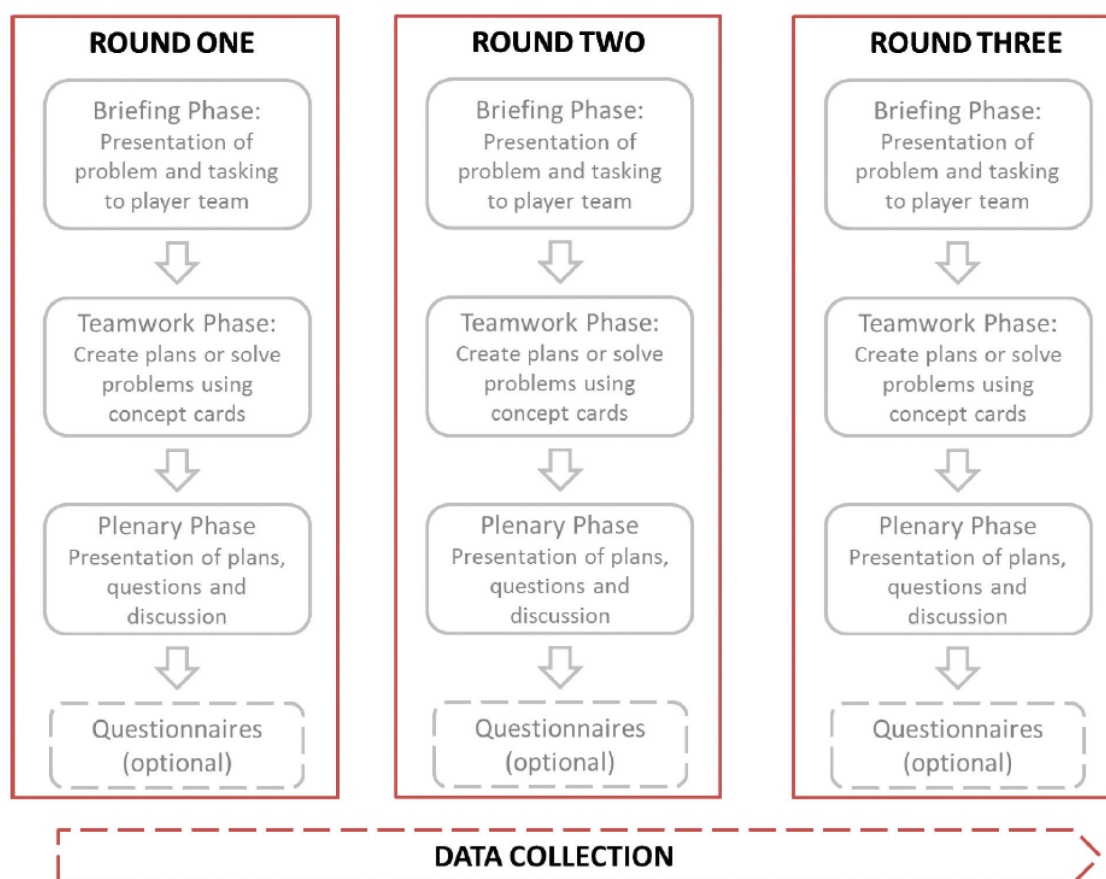 ROUND ONE
Briefing Phase:
Presentation of
problem and tasking
to player team
Teamwork Phase:
Create plans or solve
problems using
concept cards
Plenary Phase
Presentation of plans,
questions and
discussion
Questionnaires
(optional)
ROUND TWO
Briefing Phase:
Presentation of
problem and tasking
to player team
Teamwork Phase:
Create plans or solve
problems using
concept cards
Plenary Phase
Presentation of plans,
questions and
discussion
Questionnaires
(optional)
ROUND THREE
Briefing Phase:
Presentation of
problem and tasking
to player team
Teamwork Phase:
Create plans or solve
problems using
concept cards
Plenary Phase
Presentation of plans,
questions and
discussion
Questionnaires
(optional)
DATA COLLECTION